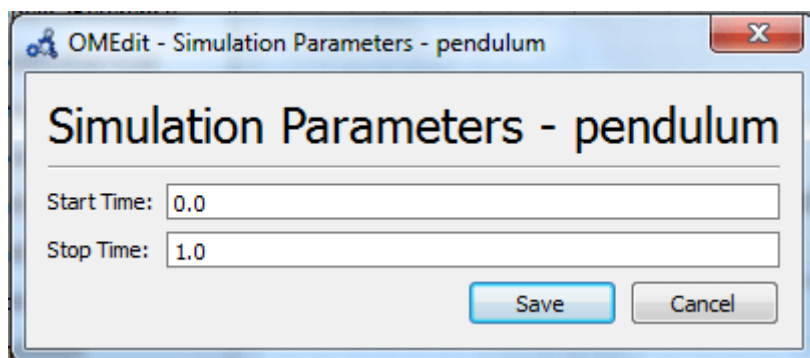 OMEdit - Simulation Parameters - pendulum
Simulation Parameters - pendulum
Start Time: 0.0
Stop Time: 1.0
Save Cancel